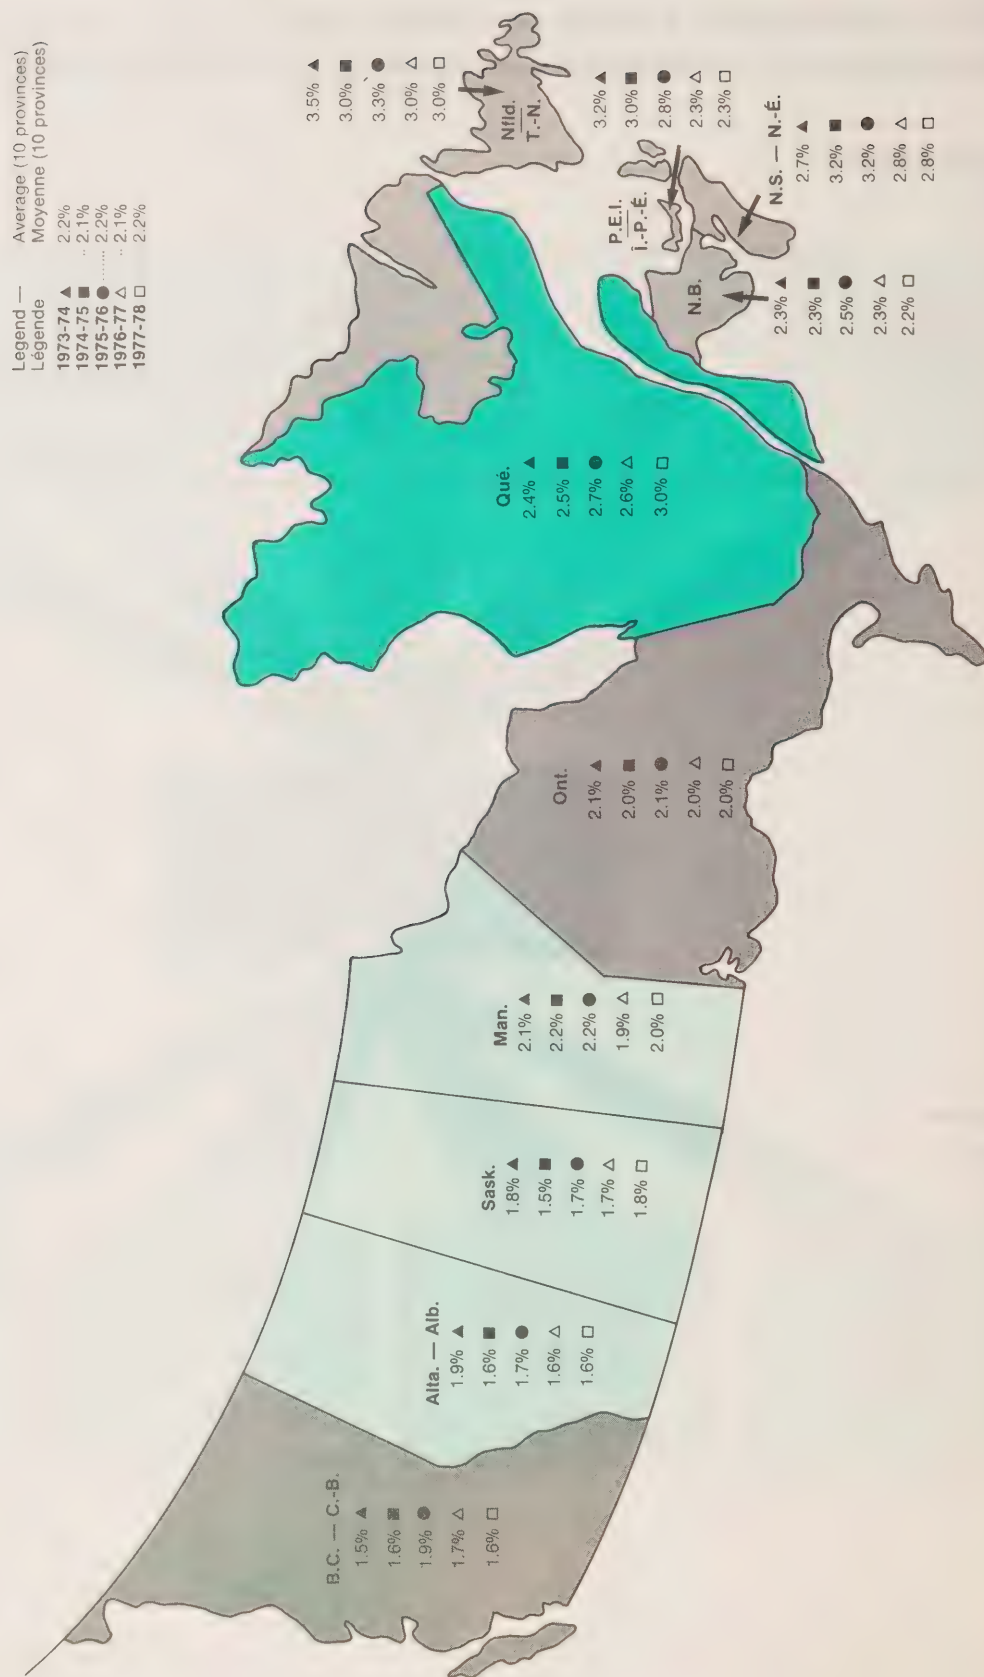 Legend — Average (10 provinces)
Légende Moyenne (10 provinces)
1973-74 ▲ 2.2%
1974-75 ■ .. 2.1%
1975-76 ● ........ 2.2%
1976-77 △ .. 2.1%
1977-78 □ 2.2%
B.C. — C.-B.
1.5% ▲
1.6% ■
1.9% ●
1.7% △
1.6% □
Alta. — Alb.
1.9% ▲
1.6% ■
1.7% ●
1.6% △
1.6% □
Sask.
1.8% ▲
1.5% ■
1.7% ●
1.7% △
1.8% □
Man.
2.1% ▲
2.2% ■
2.2% ●
1.9% △
2.0% □
Ont.
2.1% ▲
2.0% ■
2.1% ●
2.0% △
2.0% □
Qué.
2.4% ▲
2.5% ■
2.7% ●
2.6% △
3.0% □
Nfld.
T.-N.
3.5% ▲
3.0% ■
3.3% ●
3.0% △
3.0% □
P.E.I.
Î.-P.-É.
3.2% ▲
3.0% ■
2.8% ●
2.3% △
2.3% □
N.B.
2.3% ▲
2.3% ■
2.5% ●
2.3% △
2.2% □
N.S. — N.-É.
2.7% ▲
3.2% ■
3.2% ●
2.8% △
2.8% □